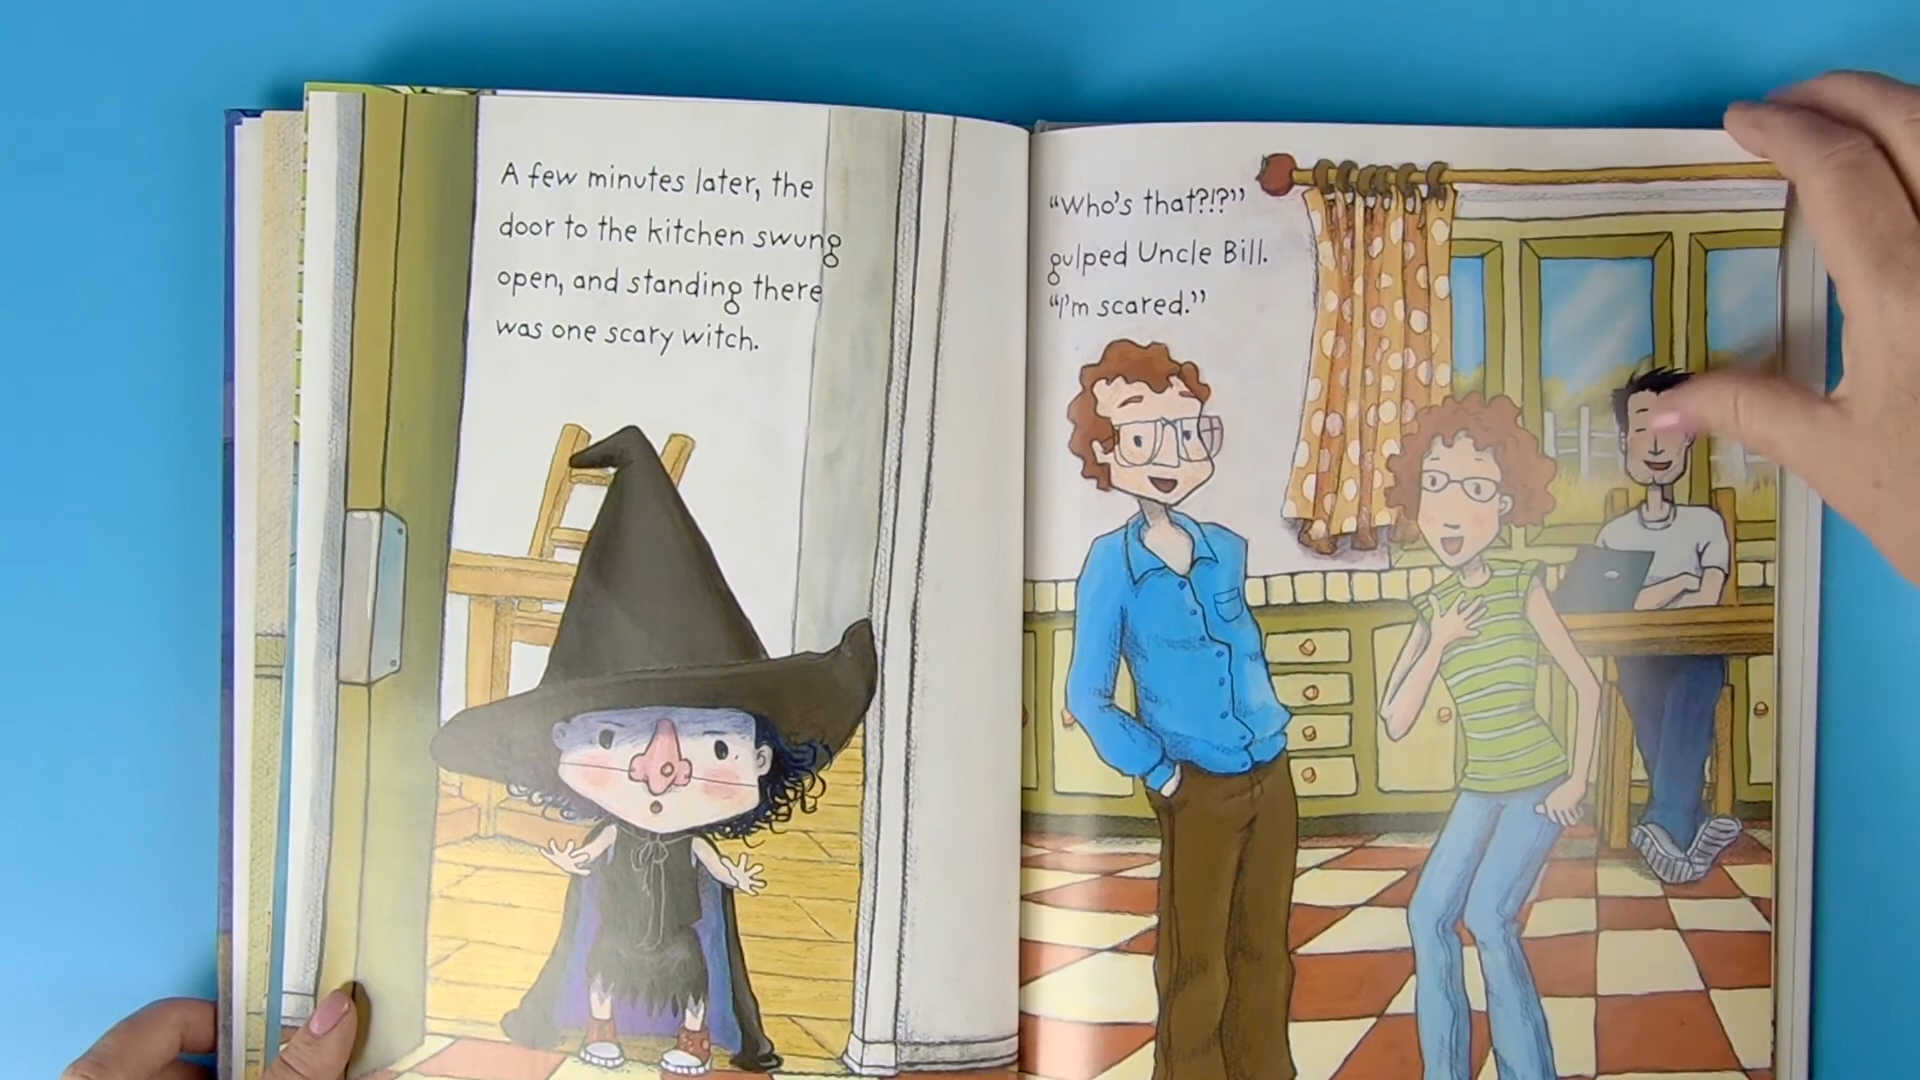 A few minutes later, the
door to the kitchen swung
open, and standing there
was one scary witch.
“Who’s that?!?”
gulped Uncle Bill.
“I’m scared.”